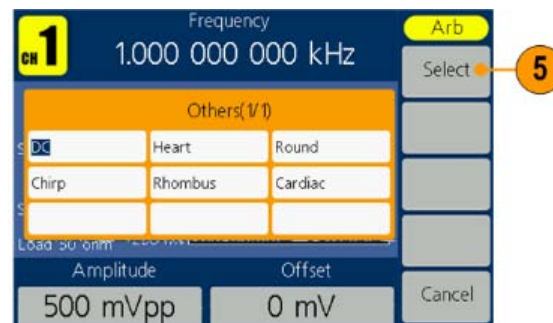 CH 1
Frequency
1.000 000 000 kHz
Arb
Select
5
Others(1/1)
DC Heart Round
Chirp Rhombus Cardiac
Load 50 ohm
Amplitude Offset
500 mVpp 0 mV
Cancel